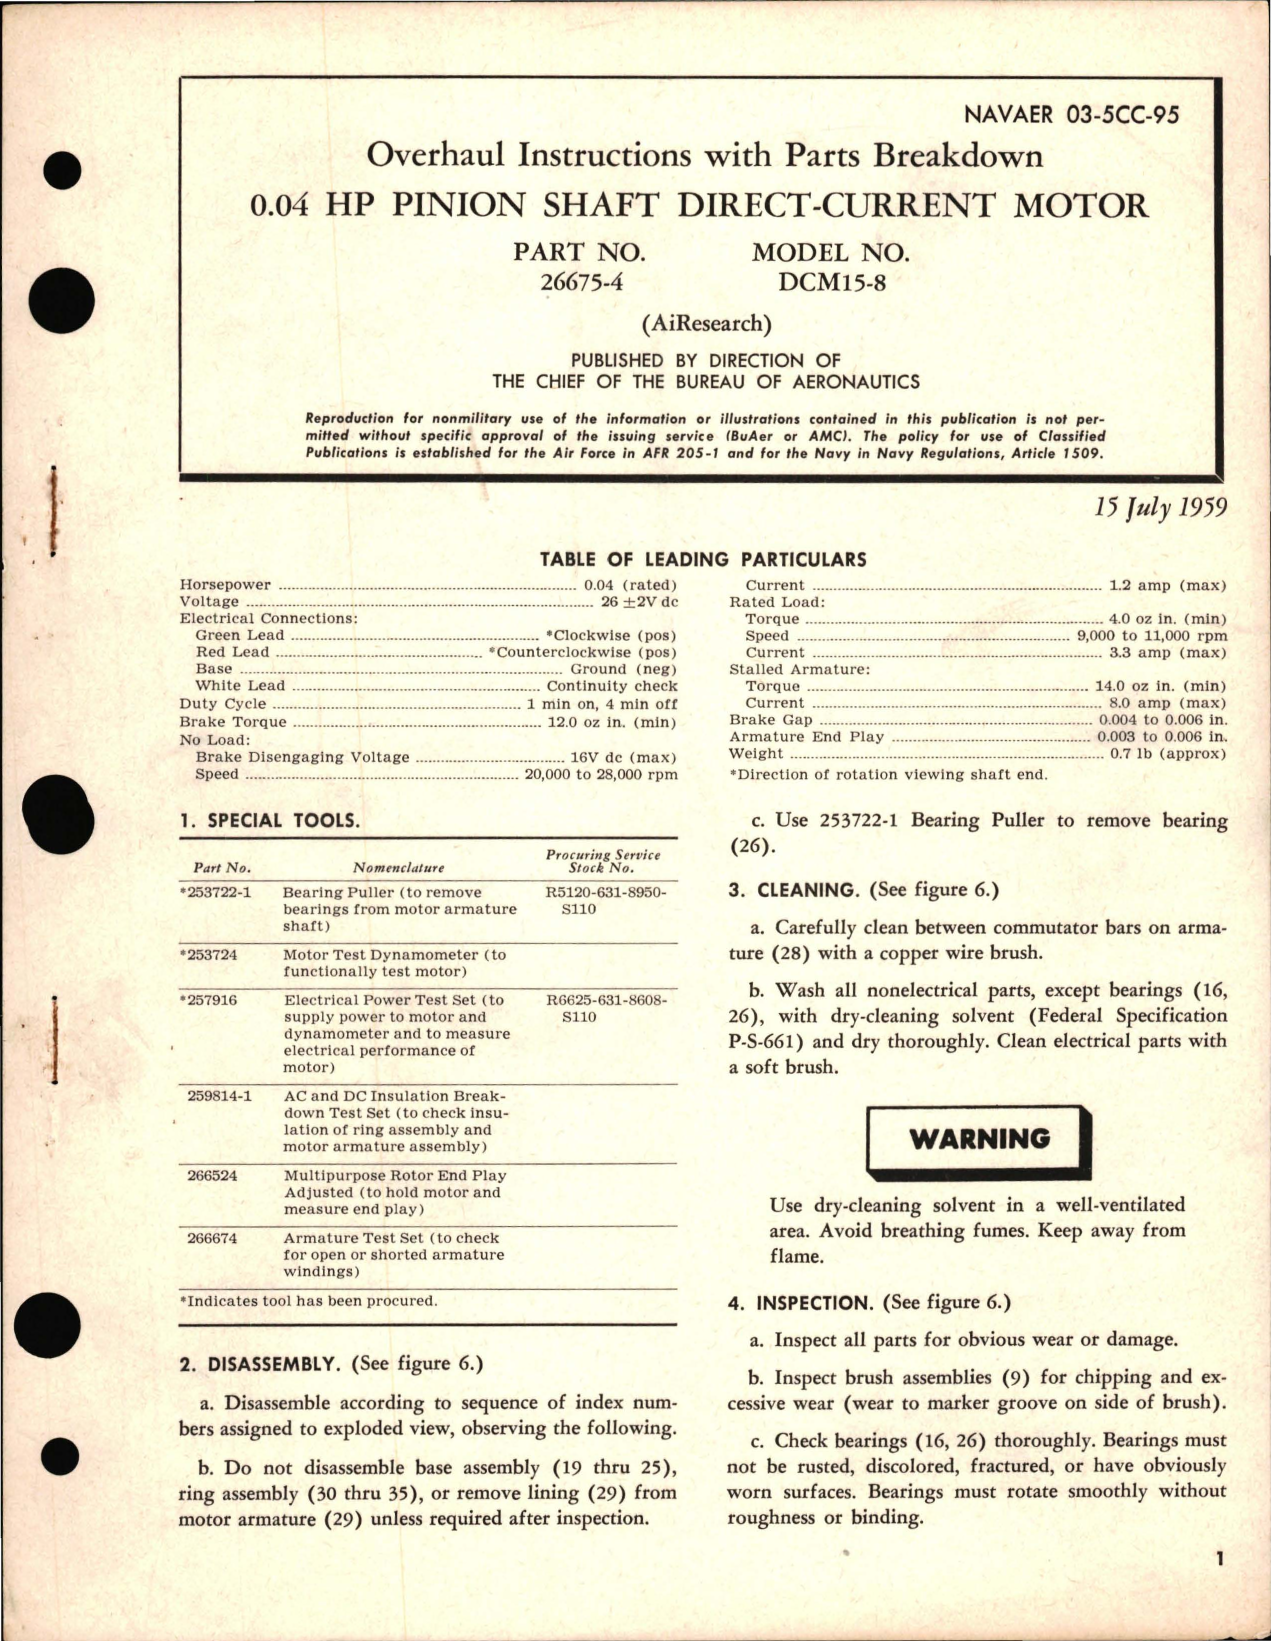 NAVAER 03-5CC-95
Overhaul Instructions with Parts Breakdown
0.04 HP PINION SHAFT DIRECT-CURRENT MOTOR
PART NO. MODEL NO.
26675-4 DCM15-8
(AiResearch)
PUBLISHED BY DIRECTION OF
THE CHIEF OF THE BUREAU OF AERONAUTICS
Reproduction for nonmilitary use of the information or illustrations contained in this publication is not per-
mitted without specific approval of the issuing service (BuAer or AMC). The policy for use of Classified
Publications is established for the Air Force in AFR 205-1 and for the Navy in Navy Regulations, Article 1509.
15 July 1959
TABLE OF LEADING PARTICULARS
Horsepower 0.04 (rated)
Voltage 26 ±2V dc
Electrical Connections:
Green Lead *Clockwise (pos)
Red Lead *Counterclockwise (pos)
Base Ground (neg)
White Lead Continuity check
Duty Cycle 1 min on, 4 min off
Brake Torque 12.0 oz in. (min)
No Load:
Brake Disengaging Voltage 16V dc (max)
Speed 20,000 to 28,000 rpm
Current 1.2 amp (max)
Rated Load:
Torque 4.0 oz in. (min)
Speed 9,000 to 11,000 rpm
Current 3.3 amp (max)
Stalled Armature:
Torque 14.0 oz in. (min)
Current 8.0 amp (max)
Brake Gap 0.004 to 0.006 in.
Armature End Play 0.003 to 0.006 in.
Weight 0.7 lb (approx)
*Direction of rotation viewing shaft end.
1. SPECIAL TOOLS.
Procuring Service
Part No. Nomenclature Stock No.
*253722-1 Bearing Puller (to remove R5120-631-8950-
bearings from motor armature S110
shaft)
*253724 Motor Test Dynamometer (to
functionally test motor)
*257916 Electrical Power Test Set (to R6625-631-8608-
supply power to motor and S110
dynamometer and to measure
electrical performance of
motor)
259814-1 AC and DC Insulation Break-
down Test Set (to check insu-
lation of ring assembly and
motor armature assembly)
266524 Multipurpose Rotor End Play
Adjusted (to hold motor and
measure end play)
266674 Armature Test Set (to check
for open or shorted armature
windings)
*Indicates tool has been procured.
2. DISASSEMBLY. (See figure 6.)
a. Disassemble according to sequence of index num-
bers assigned to exploded view, observing the following.
b. Do not disassemble base assembly (19 thru 25),
ring assembly (30 thru 35), or remove lining (29) from
motor armature (29) unless required after inspection.
c. Use 253722-1 Bearing Puller to remove bearing
(26).
3. CLEANING. (See figure 6.)
a. Carefully clean between commutator bars on arma-
ture (28) with a copper wire brush.
b. Wash all nonelectrical parts, except bearings (16,
26), with dry-cleaning solvent (Federal Specification
P-S-661) and dry thoroughly. Clean electrical parts with
a soft brush.
WARNING
Use dry-cleaning solvent in a well-ventilated
area. Avoid breathing fumes. Keep away from
flame.
4. INSPECTION. (See figure 6.)
a. Inspect all parts for obvious wear or damage.
b. Inspect brush assemblies (9) for chipping and ex-
cessive wear (wear to marker groove on side of brush).
c. Check bearings (16, 26) thoroughly. Bearings must
not be rusted, discolored, fractured, or have obviously
worn surfaces. Bearings must rotate smoothly without
roughness or binding.
1